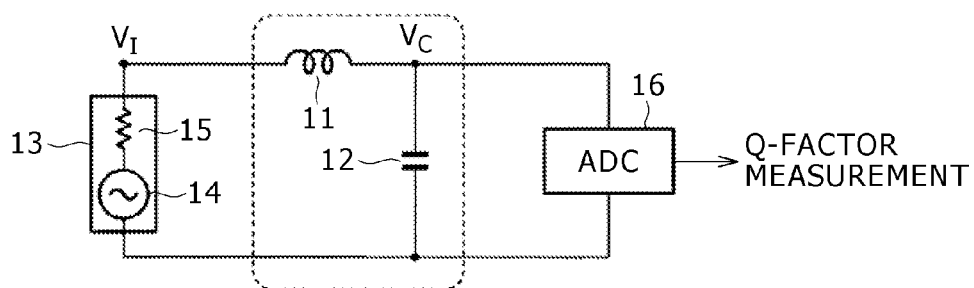 V_I
V_C
11
12
13
15
14
16
ADC
Q-FACTOR
MEASUREMENT